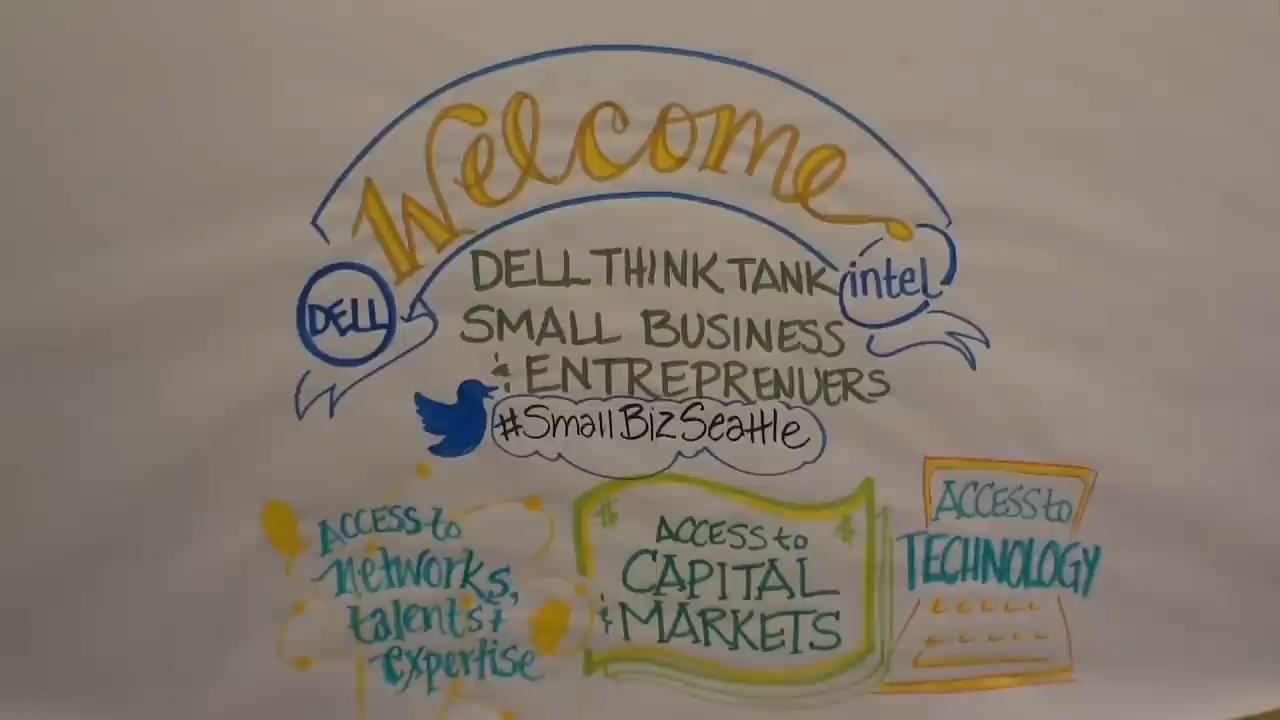 Welcome
DELL
intel
DELL THINK TANK
SMALL BUSINESS
& ENTREPRENUERS
#SmallBizSeattle
ACCESS to
networks,
talents &
expertise
$ $
ACCESS to
CAPITAL
& MARKETS
ACCESS to
TECHNOLOGY